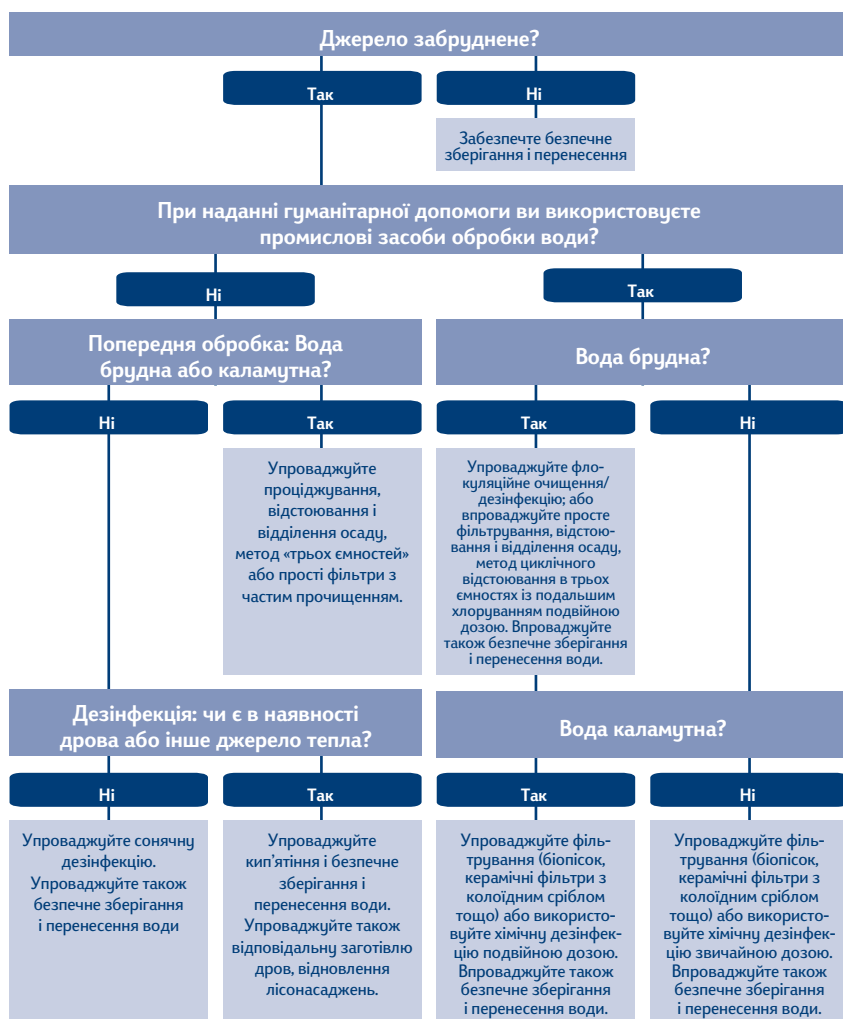 Джерело забруднене?
Так
Ні
Забезпечте безпечне
зберігання і перенесення
При наданні гуманітарної допомоги ви використовуєте
промислові засоби обробки води?
Ні
Так
Попередня обробка: Вода
брудна або каламутна?
Вода брудна?
Ні
Так
Так
Ні
Упроваджуйте
проціджування,
відстоювання і
відділення осаду,
метод «трьох ємностей»
або прості фільтри з
частим прочищенням.
Упроваджуйте фло-
куляційне очищення/
дезінфекцію; або
впроваджуйте просте
фільтрування, відстою-
вання і відділення осаду,
метод циклічного
відстоювання в трьох
ємностях із подальшим
хлоруванням подвійною
дозою. Впроваджуйте
також безпечне зберігання
і перенесення води.
Дезінфекція: чи є в наявності
дрова або інше джерело тепла?
Вода каламутна?
Ні
Так
Так
Ні
Упроваджуйте сонячну
дезінфекцію.
Упроваджуйте також
безпечне зберігання
і перенесення води
Упроваджуйте
кип’ятіння і безпечне
зберігання і
перенесення води.
Упроваджуйте також
відповідальну заготівлю
дров, відновлення
лісонасаджень.
Упроваджуйте філь-
трування (біопісок,
керамічні фільтри з
колоїдним сріблом
тощо) або використо-
вуйте хімічну дезінфек-
цію подвійною дозою.
Впроваджуйте також
безпечне зберігання
і перенесення води.
Упроваджуйте філь-
трування (біопісок,
керамічні фільтри з
колоїдним сріблом
тощо) або використо-
вуйте хімічну дезінфек-
цію звичайною дозою.
Впроваджуйте також
безпечне зберігання
і перенесення води.